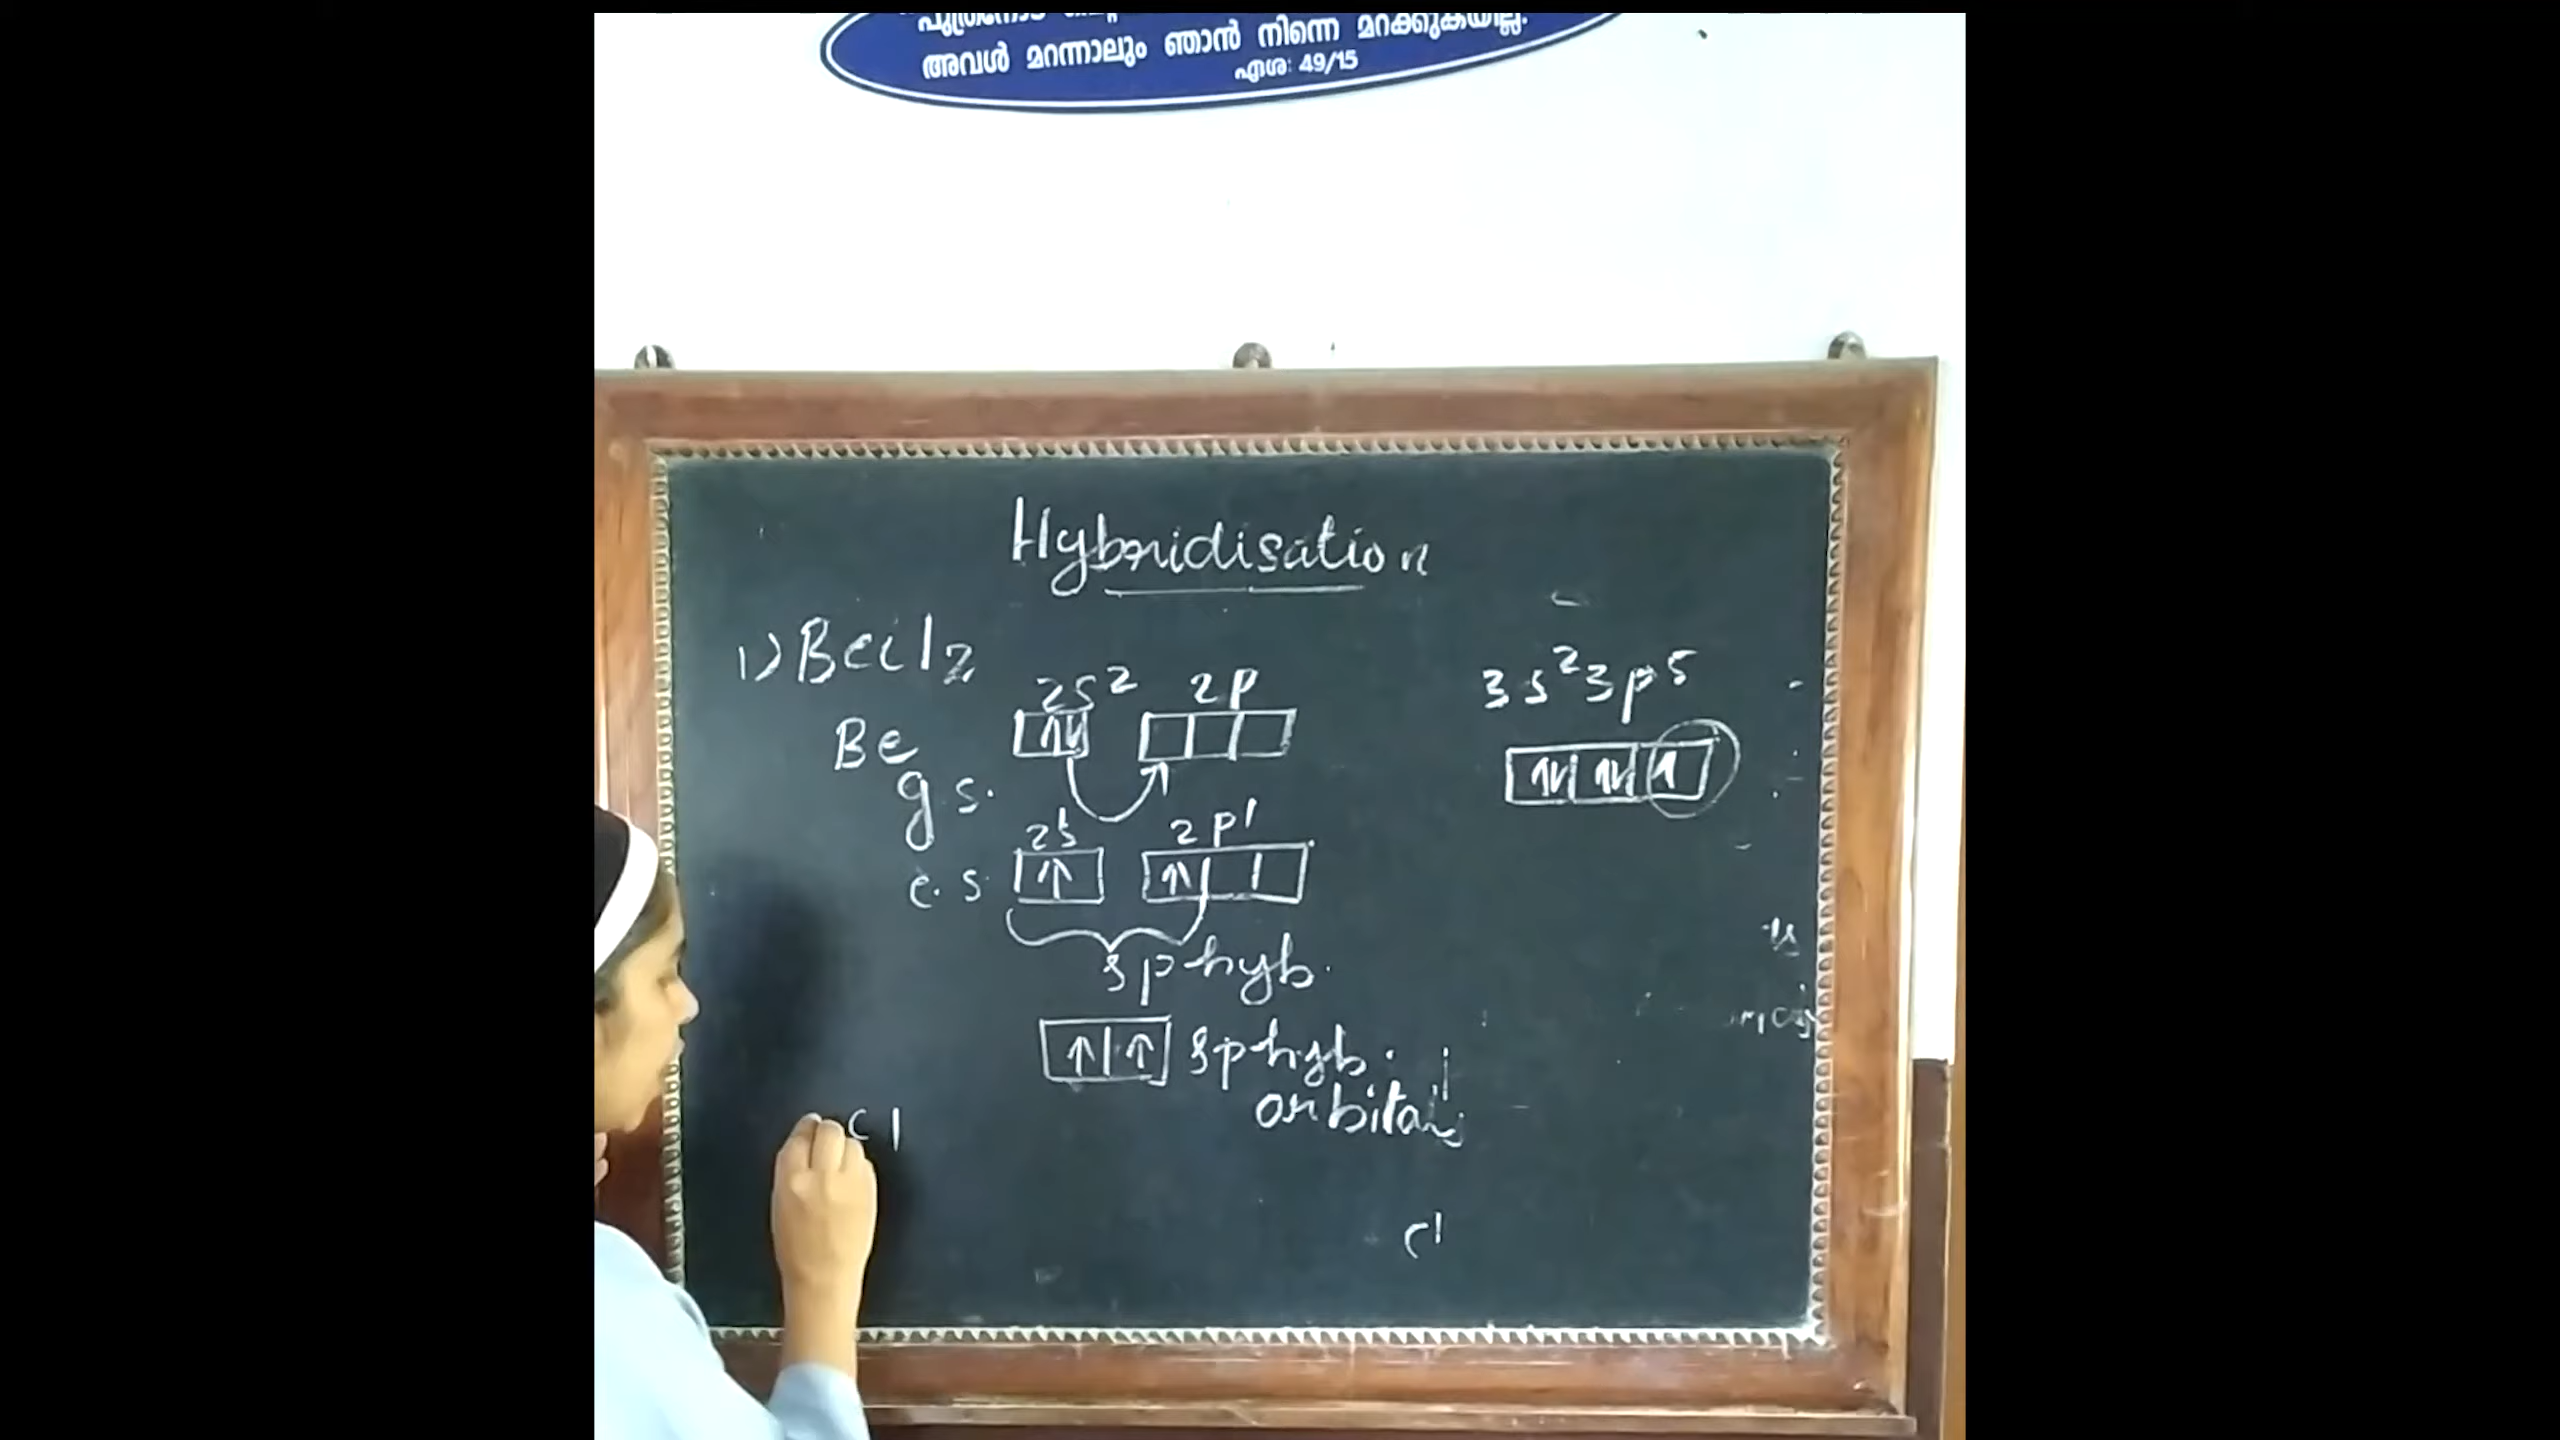 അവൾ മറന്നാലും ഞാൻ നിന്നെ മറക്കുകയില്ല.
ഏശ: 49/15
Hybridisation
1) BeCl2
2s2 2p
Be
g s.
3s2 3p5
2s1 2p1
e. s.
sp hyb.
sp hyb.
orbitals
Cl
Cl